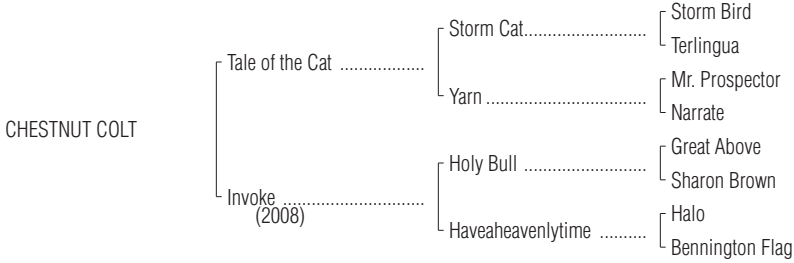 Storm Bird
Storm Cat..........................
Terlingua
Tale of the Cat ..................
Mr. Prospector
Yarn ..................................
Narrate
CHESTNUT COLT
Great Above
Holy Bull ..........................
Sharon Brown
Invoke ..............................
(2008)
Halo
Haveaheavenlytime ..........
Bennington Flag